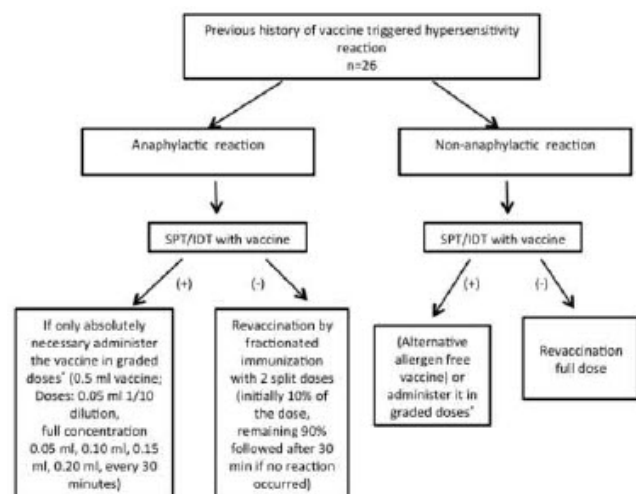 Previous history of vaccine triggered hypersensitivity
reaction
n=26
Anaphylactic reaction
Non-anaphylactic reaction
SPT/IDT with vaccine
SPT/IDT with vaccine
(+)
(-)
(+)
(-)
If only absolutely
necessary administer
the vaccine in graded
doses* (0.5 ml vaccine;
Doses: 0.05 ml 1/10
dilution,
full concentration
0.05 ml, 0.10 ml, 0.15
ml, 0.20 ml, every 30
minutes)
Revaccination by
fractionated
immunization
with 2 split doses
(initially 10% of
the dose,
remaining 90%
followed after 30
min if no reaction
occurred)
(Alternative
allergen free
vaccine) or
administer it in
graded doses*
Revaccination
full dose